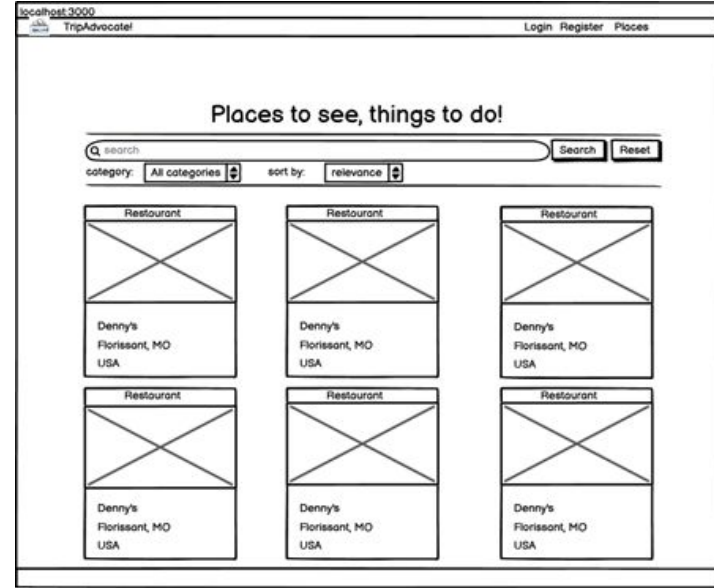 localhost:3000
TripAdvocate! Login Register Places
Places to see, things to do!
search Search Reset
category: All categories sort by: relevance
Restaurant Restaurant Restaurant
Denny's Denny's Denny's
Florissant, MO Florissant, MO Florissant, MO
USA USA USA
Restaurant Restaurant Restaurant
Denny's Denny's Denny's
Florissant, MO Florissant, MO Florissant, MO
USA USA USA